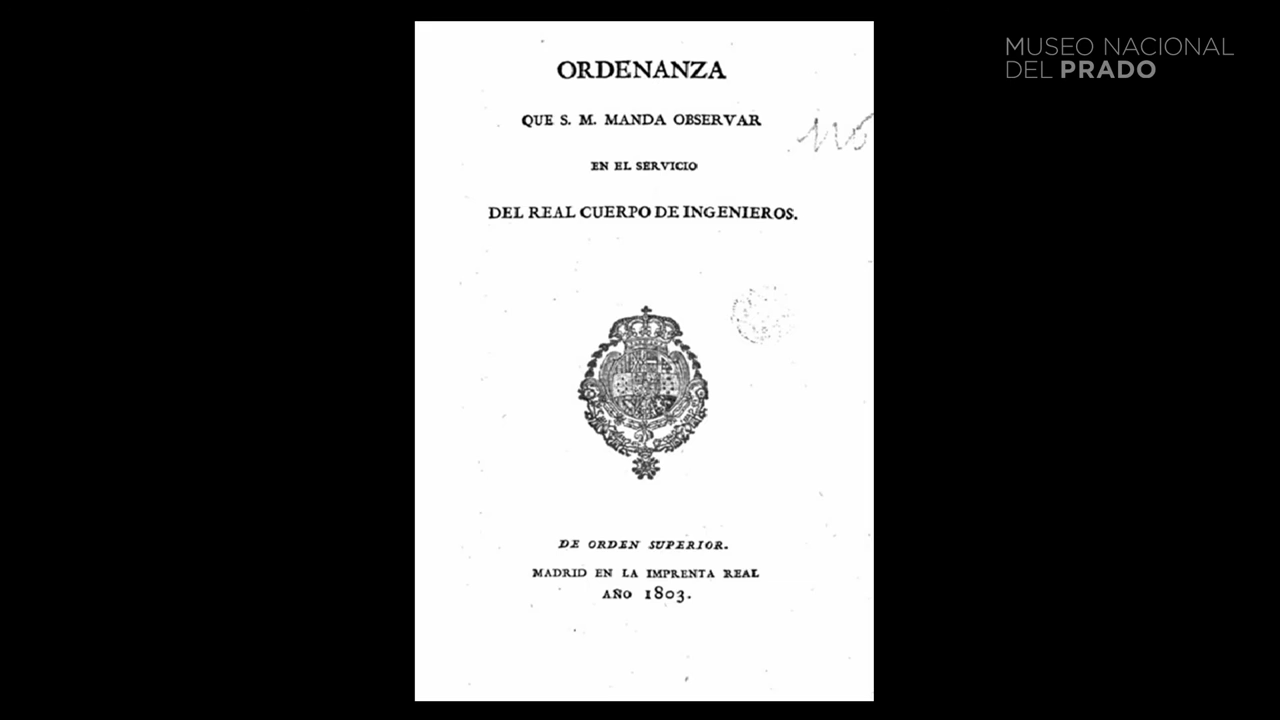 MUSEO NACIONAL
DEL PRADO
ORDENANZA
QUE S. M. MANDA OBSERVAR
EN EL SERVICIO
DEL REAL CUERPO DE INGENIEROS.
DE ORDEN SUPERIOR.
MADRID EN LA IMPRENTA REAL
AÑO 1803.